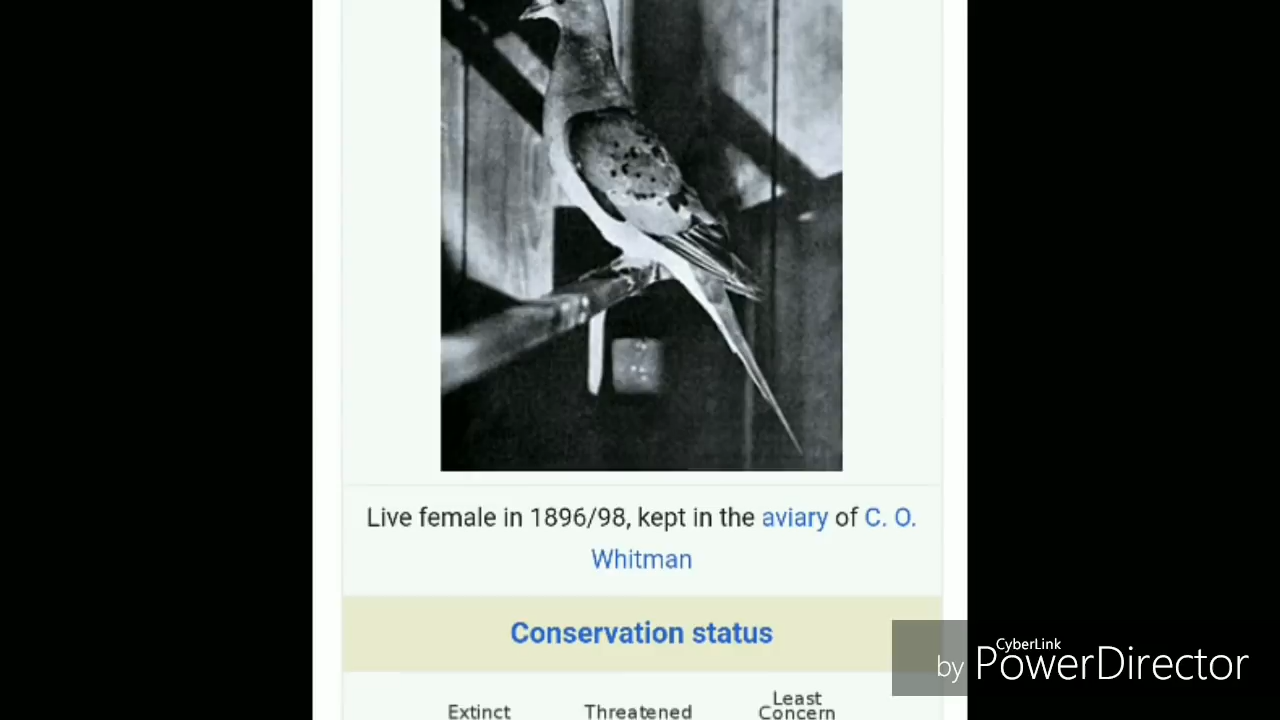 Live female in 1896/98, kept in the aviary of C. O.
Whitman
Conservation status
Extinct Threatened Least
Concern
CyberLink
by PowerDirector